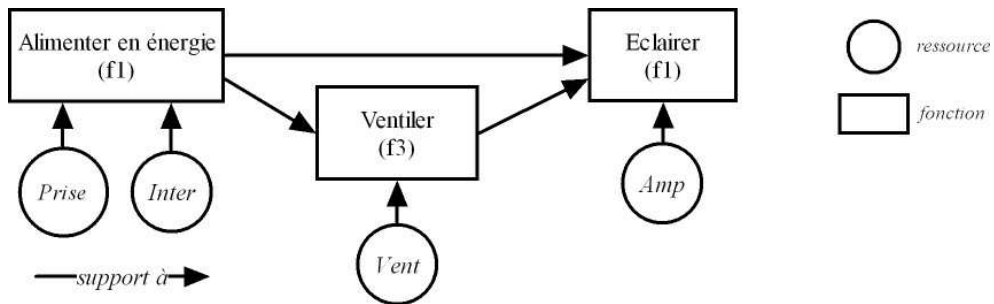 Alimenter en énergie
(f1)
Eclairer
(f1)
ressource
fonction
Ventiler
(f3)
Prise
Inter
Amp
Vent
support à